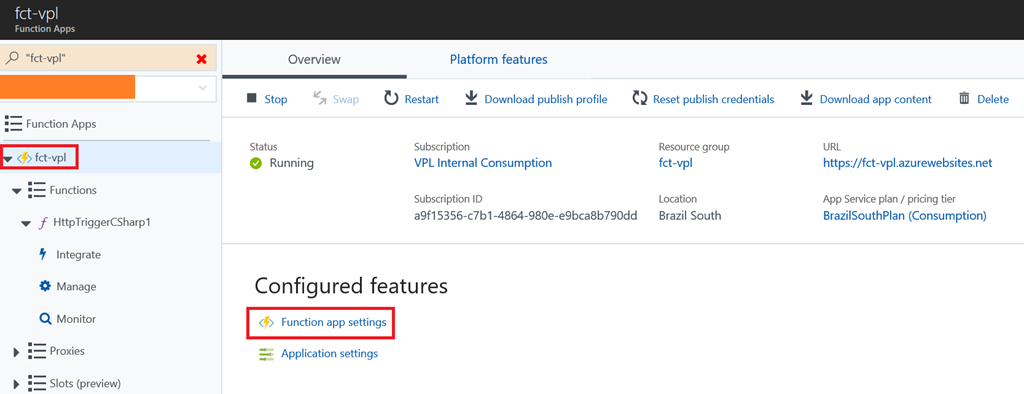 fct-vpl
Function Apps
"fct-vpl"
Function Apps
fct-vpl
Functions
HttpTriggerCSharp1
Integrate
Manage
Monitor
Proxies
Slots (preview)
Overview Platform features
Stop Swap Restart Download publish profile Reset publish credentials Download app content Delete
Status Subscription Resource group URL
Running VPL Internal Consumption fct-vpl https://fct-vpl.azurewebsites.net
Subscription ID Location App Service plan / pricing tier
a9f15356-c7b1-4864-980e-e9bca8b790dd Brazil South BrazilSouthPlan (Consumption)
Configured features
Function app settings
Application settings